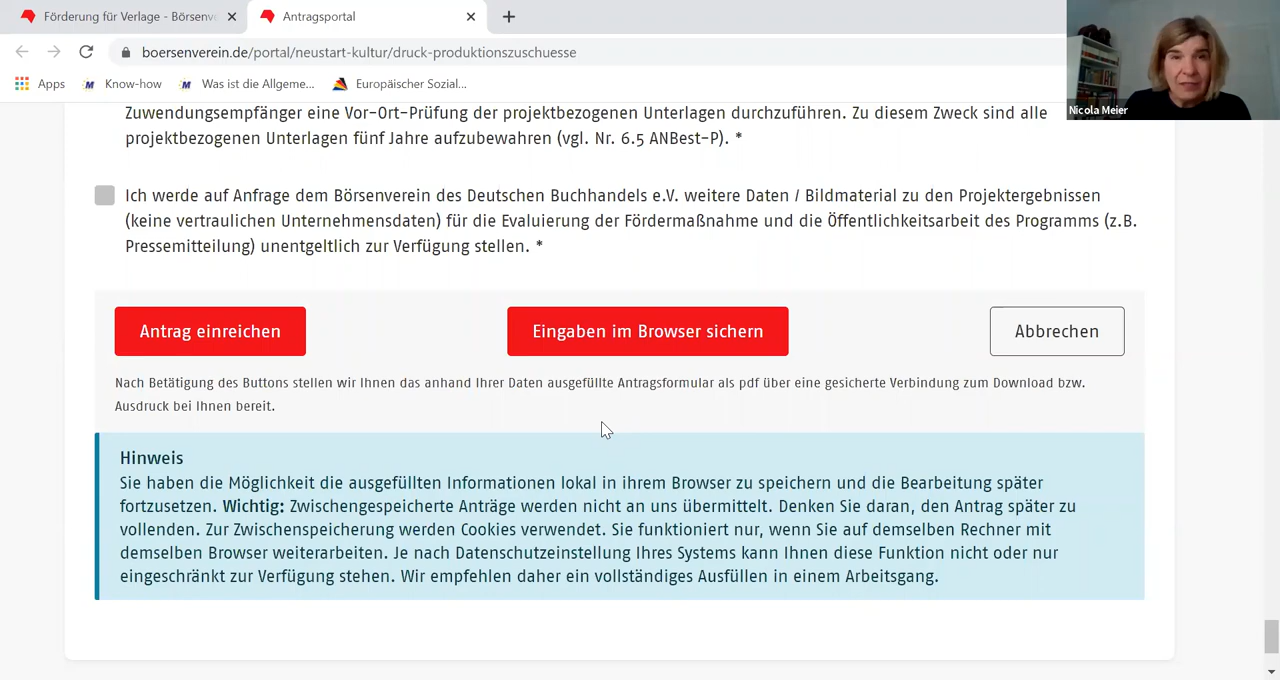 Förderung für Verlage - Börsenv
Antragsportal
boersenverein.de/portal/neustart-kultur/druck-produktionszuschuesse
Apps
Know-how
Was ist die Allgeme...
Europäischer Sozial...
Nicola Meier
Zuwendungsempfänger eine Vor-Ort-Prüfung der projektbezogenen Unterlagen durchzuführen. Zu diesem Zweck sind alle
projektbezogenen Unterlagen fünf Jahre aufzubewahren (vgl. Nr. 6.5 ANBest-P). *
Ich werde auf Anfrage dem Börsenverein des Deutschen Buchhandels e.V. weitere Daten / Bildmaterial zu den Projektergebnissen
(keine vertraulichen Unternehmensdaten) für die Evaluierung der Fördermaßnahme und die Öffentlichkeitsarbeit des Programms (z.B.
Pressemitteilung) unentgeltlich zur Verfügung stellen. *
Antrag einreichen
Eingaben im Browser sichern
Abbrechen
Nach Betätigung des Buttons stellen wir Ihnen das anhand Ihrer Daten ausgefüllte Antragsformular als pdf über eine gesicherte Verbindung zum Download bzw.
Ausdruck bei Ihnen bereit.
Hinweis
Sie haben die Möglichkeit die ausgefüllten Informationen lokal in ihrem Browser zu speichern und die Bearbeitung später
fortzusetzen. Wichtig: Zwischengespeicherte Anträge werden nicht an uns übermittelt. Denken Sie daran, den Antrag später zu
vollenden. Zur Zwischenspeicherung werden Cookies verwendet. Sie funktioniert nur, wenn Sie auf demselben Rechner mit
demselben Browser weiterarbeiten. Je nach Datenschutzeinstellung Ihres Systems kann Ihnen diese Funktion nicht oder nur
eingeschränkt zur Verfügung stehen. Wir empfehlen daher ein vollständiges Ausfüllen in einem Arbeitsgang.